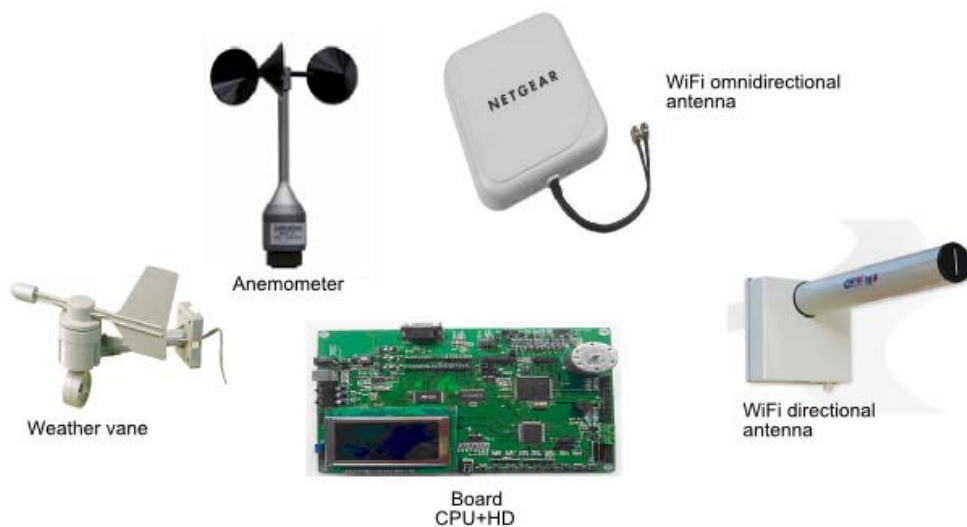 NETGEAR
WiFi omnidirectional
antenna
Anemometer
Weather vane
WiFi directional
antenna
Board
CPU+HD